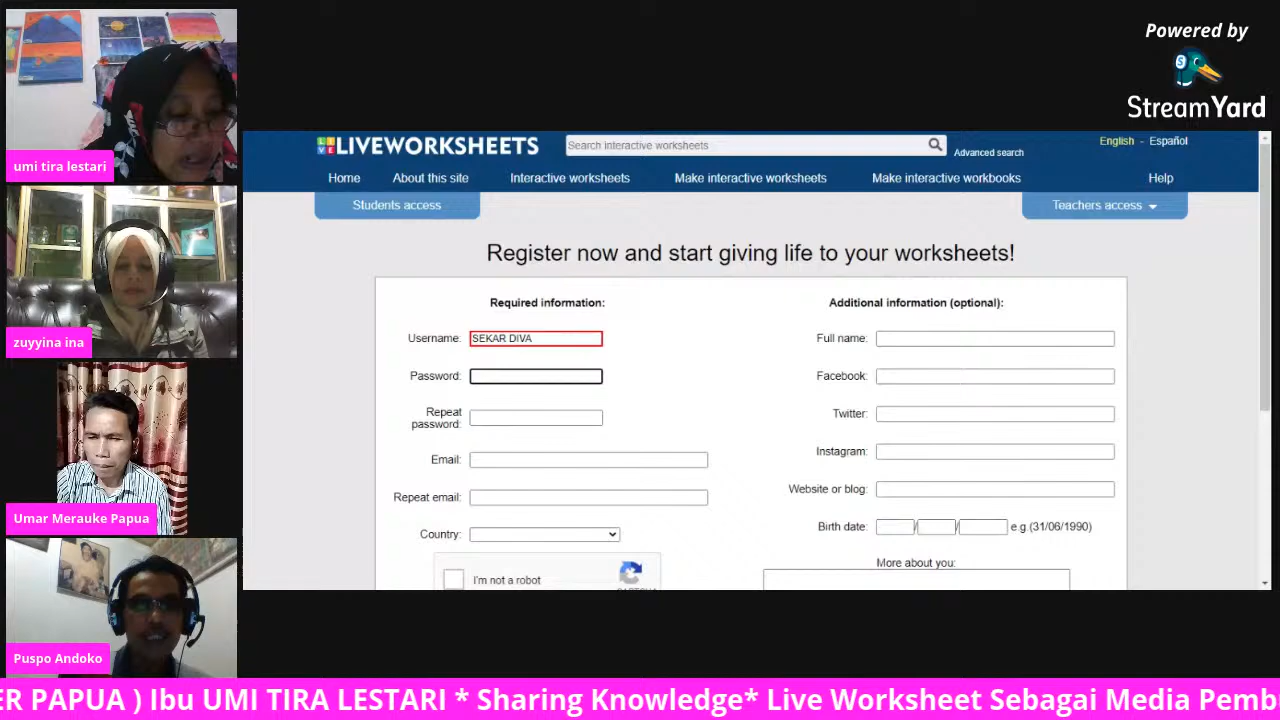 Powered by
StreamYard
umi tira lestari
zuyyina ina
Umar Merauke Papua
Puspo Andoko
LIVEWORKSHEETS
Search interactive worksheets
Advanced search
English - Español
Home About this site Interactive worksheets Make interactive worksheets Make interactive workbooks Help
Students access Teachers access
Register now and start giving life to your worksheets!
Required information:
Username: SEKAR DIVA
Password:
Repeat
password:
Email:
Repeat email:
Country:
I'm not a robot
Additional information (optional):
Full name:
Facebook:
Twitter:
Instagram:
Website or blog:
Birth date: / / e.g (31/06/1990)
More about you:
ER PAPUA ) Ibu UMI TIRA LESTARI * Sharing Knowledge* Live Worksheet Sebagai Media Pemb